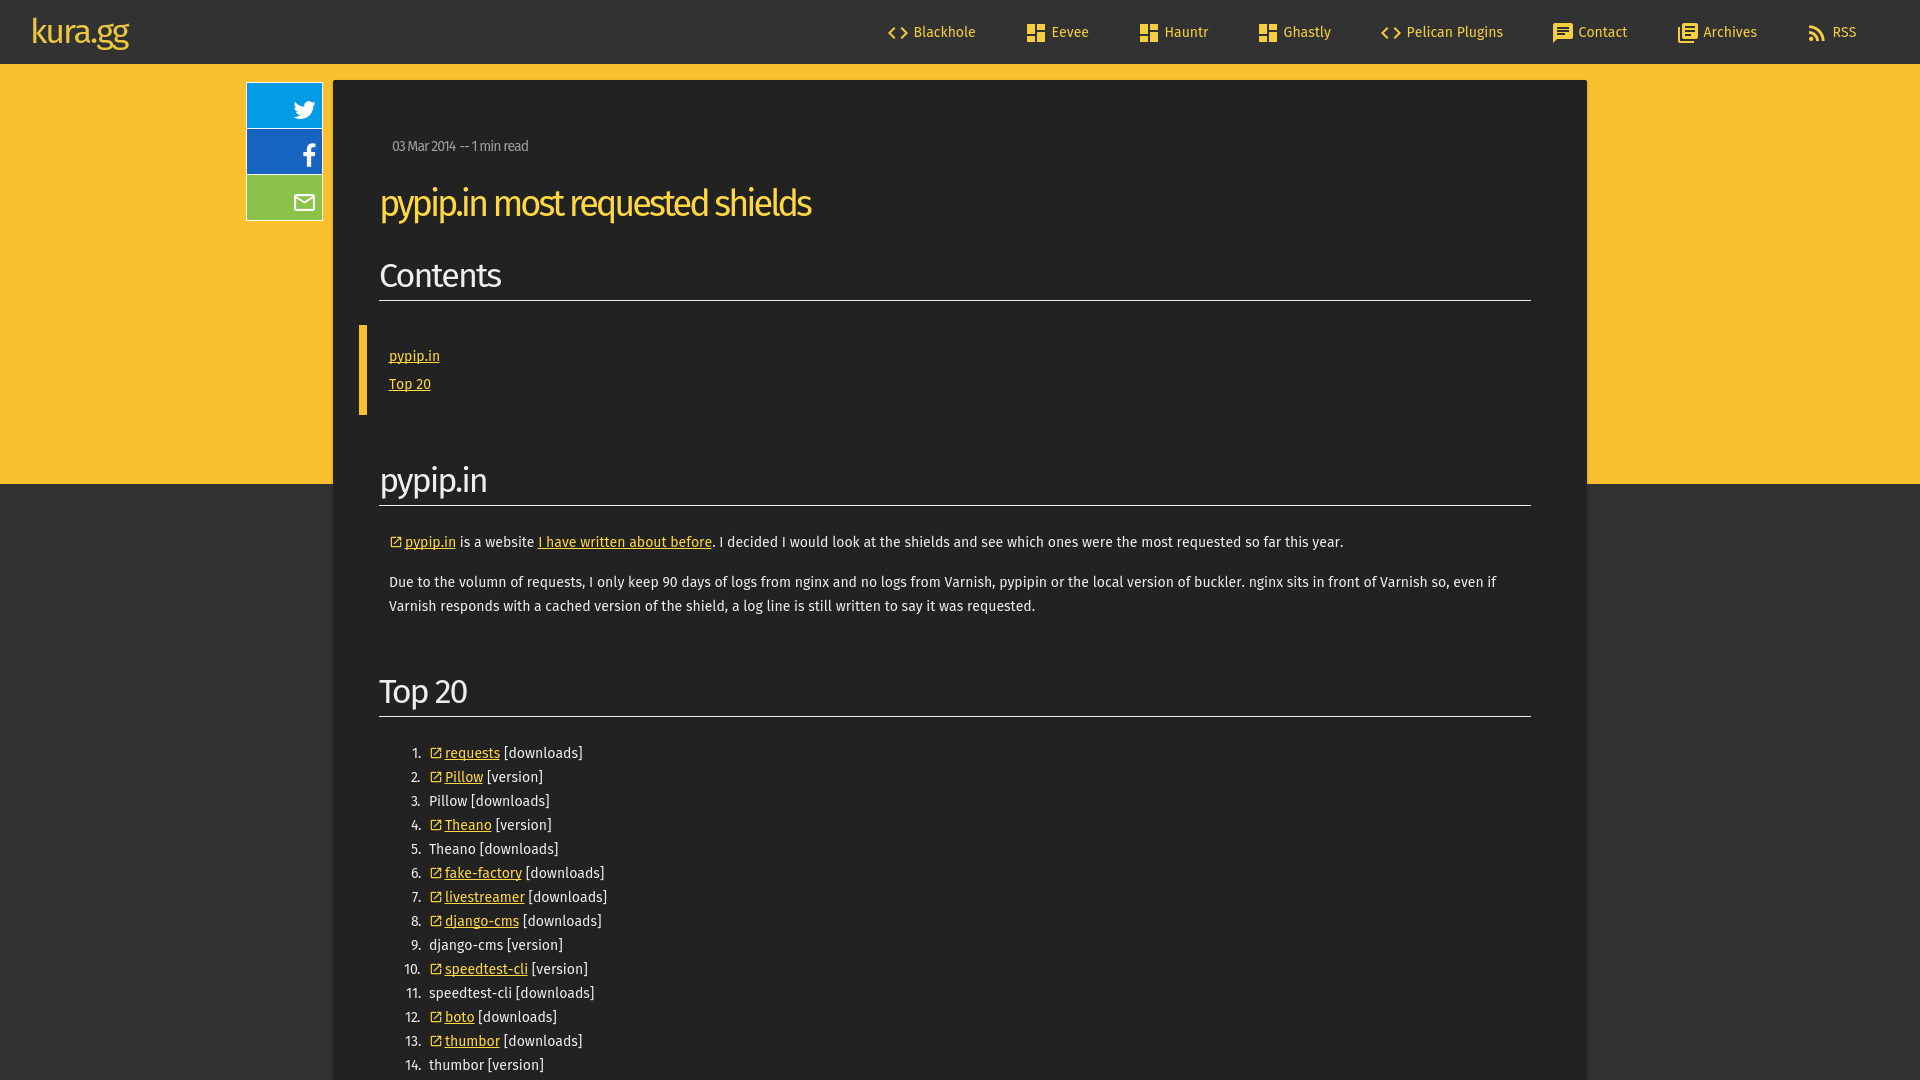 kura.gg
Blackhole
Eevee
Hauntr
Ghastly
Pelican Plugins
Contact
Archives
RSS
03 Mar 2014 -- 1 min read
pypip.in most requested shields
Contents
pypip.in
Top 20
pypip.in
pypip.in is a website I have written about before. I decided I would look at the shields and see which ones were the most requested so far this year.
Due to the volumn of requests, I only keep 90 days of logs from nginx and no logs from Varnish, pypipin or the local version of buckler. nginx sits in front of Varnish so, even if
Varnish responds with a cached version of the shield, a log line is still written to say it was requested.
Top 20
1. requests [downloads]
2. Pillow [version]
3. Pillow [downloads]
4. Theano [version]
5. Theano [downloads]
6. fake-factory [downloads]
7. livestreamer [downloads]
8. django-cms [downloads]
9. django-cms [version]
10. speedtest-cli [version]
11. speedtest-cli [downloads]
12. boto [downloads]
13. thumbor [downloads]
14. thumbor [version]